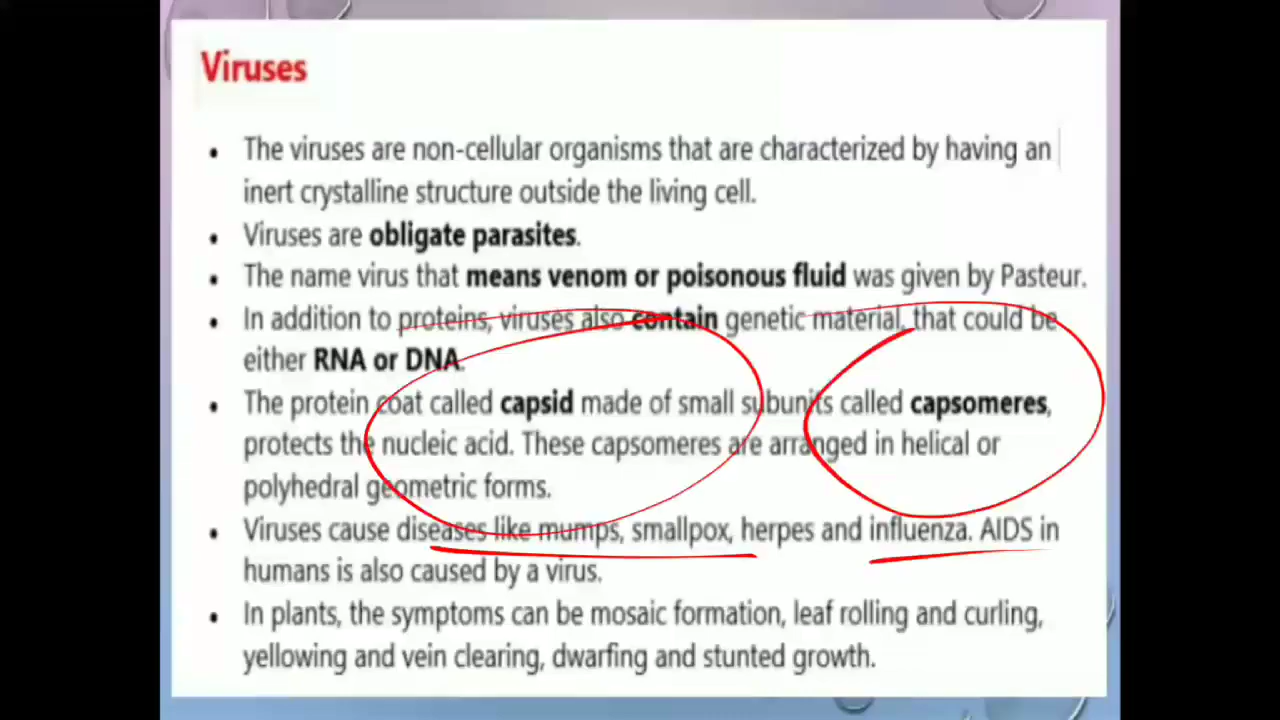 Viruses
• The viruses are non-cellular organisms that are characterized by having an
inert crystalline structure outside the living cell.
• Viruses are obligate parasites.
• The name virus that means venom or poisonous fluid was given by Pasteur.
• In addition to proteins, viruses also contain genetic material, that could be
either RNA or DNA.
• The protein coat called capsid made of small subunits called capsomeres,
protects the nucleic acid. These capsomeres are arranged in helical or
polyhedral geometric forms.
• Viruses cause diseases like mumps, smallpox, herpes and influenza. AIDS in
humans is also caused by a virus.
• In plants, the symptoms can be mosaic formation, leaf rolling and curling,
yellowing and vein clearing, dwarfing and stunted growth.